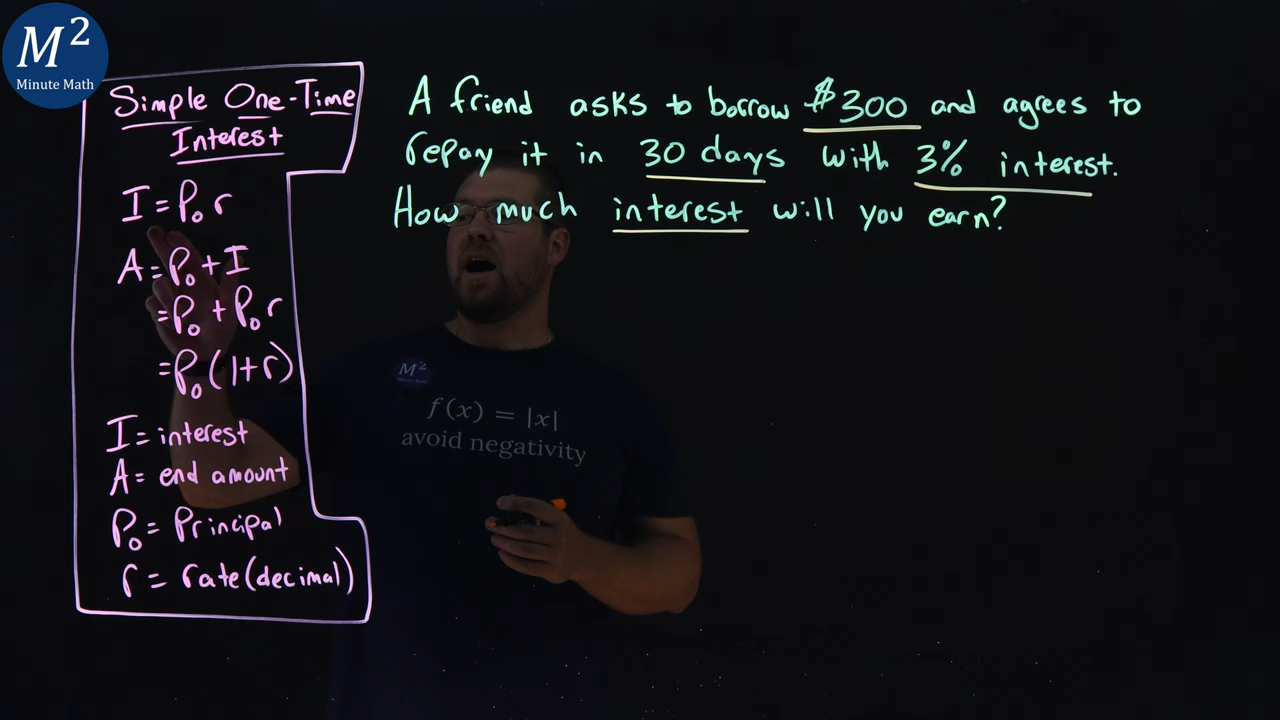 M²
Minute Math
Simple One-Time
Interest
I = P₀ r
A = P₀ + I
= P₀ + P₀ r
= P₀ (1+r)
I = interest
A = end amount
P₀ = Principal
r = rate (decimal)
A friend asks to borrow $300 and agrees to
repay it in 30 days with 3% interest.
How much interest will you earn?
M²
f(x) = |x|
avoid negativity